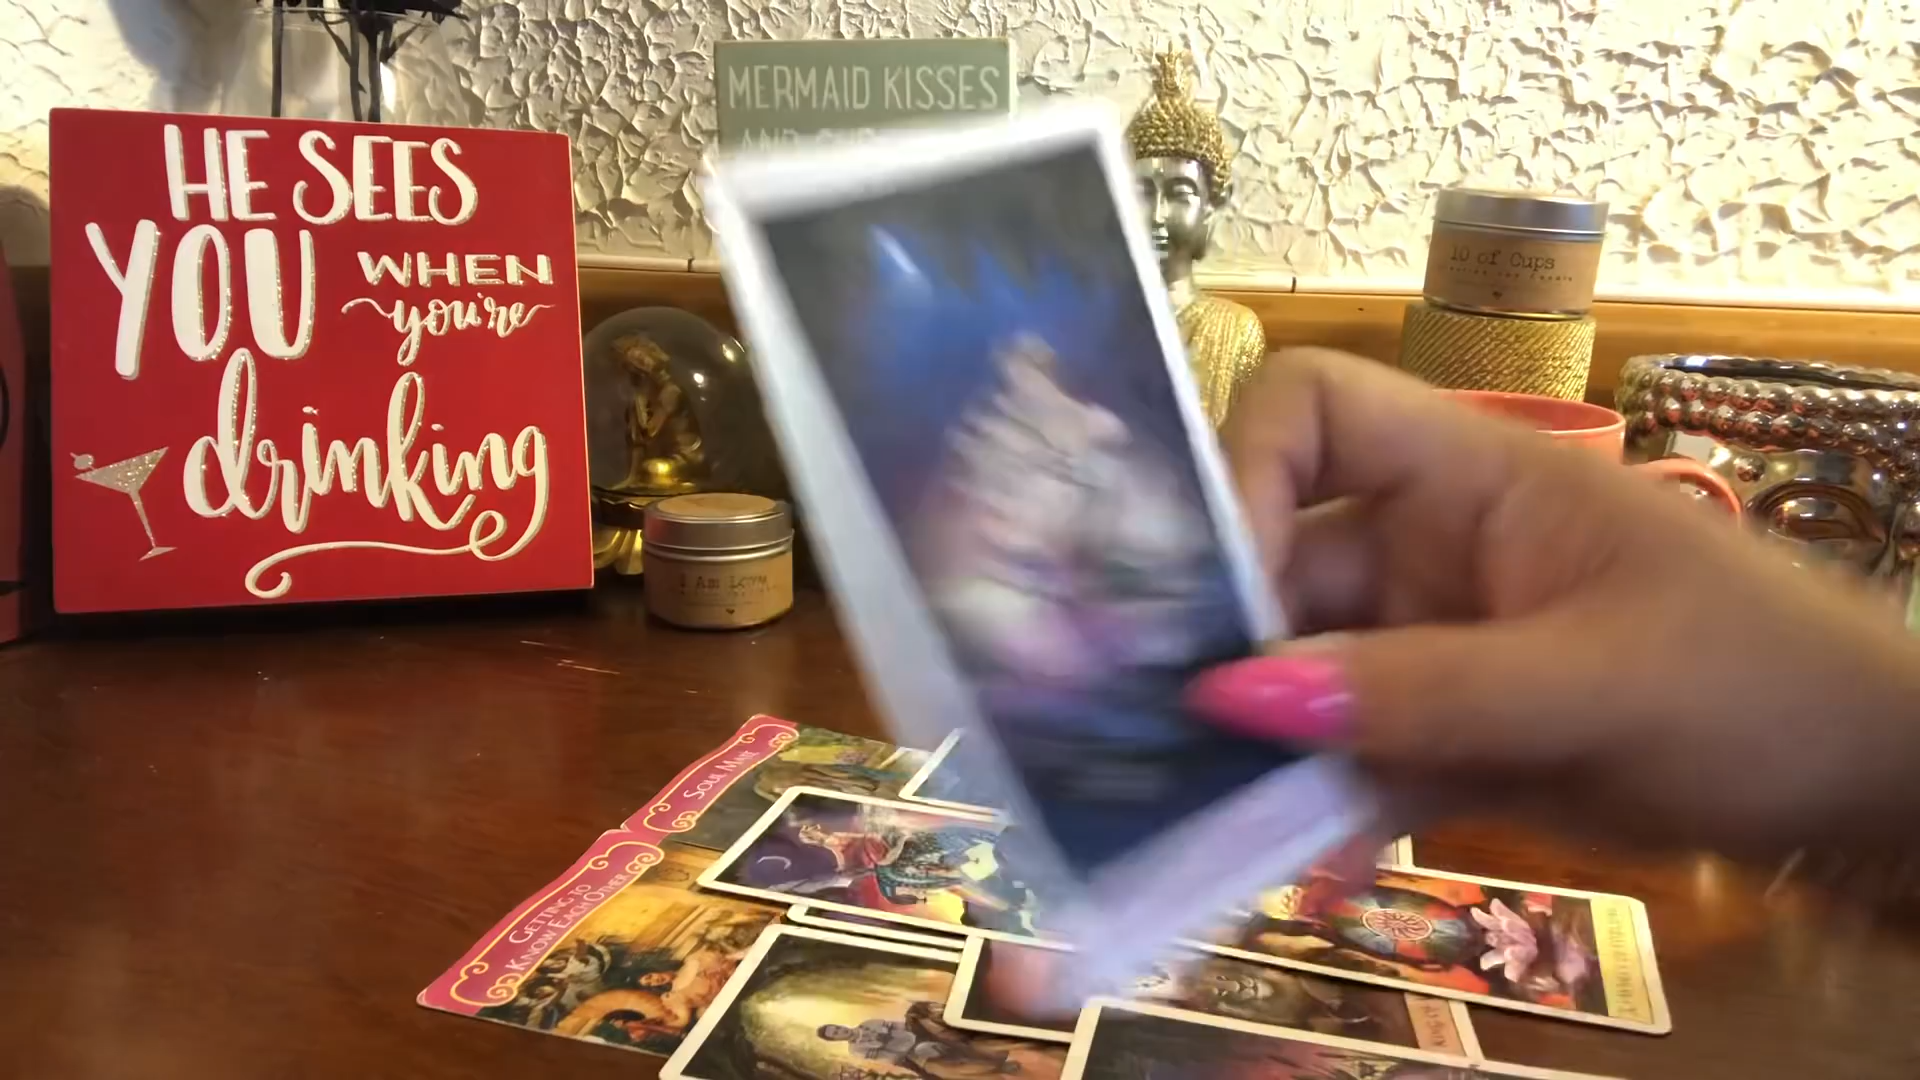 HE SEES
YOU WHEN
you're
drinking
MERMAID KISSES
10 of Cups
I Am Love
SOUL MATE
GETTING TO
KNOW EACH OTHER